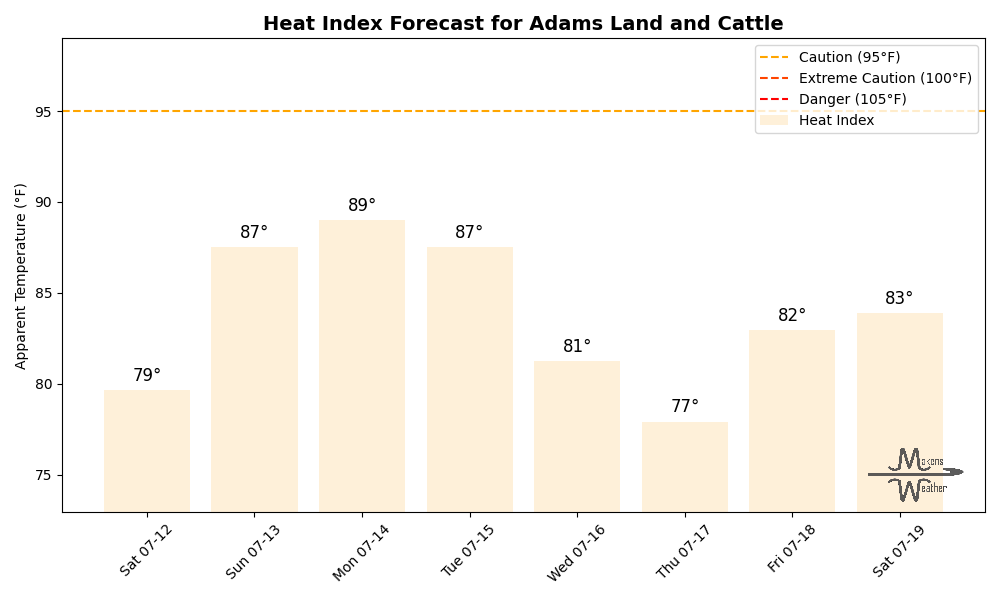 Heat Index Forecast for Adams Land and Cattle
Caution (95°F)
Extreme Caution (100°F)
Danger (105°F)
Heat Index
Apparent Temperature (°F)
95
90
85
80
75
79°
87°
89°
87°
81°
77°
82°
83°
Makens
Weather
Sat 07-12
Sun 07-13
Mon 07-14
Tue 07-15
Wed 07-16
Thu 07-17
Fri 07-18
Sat 07-19